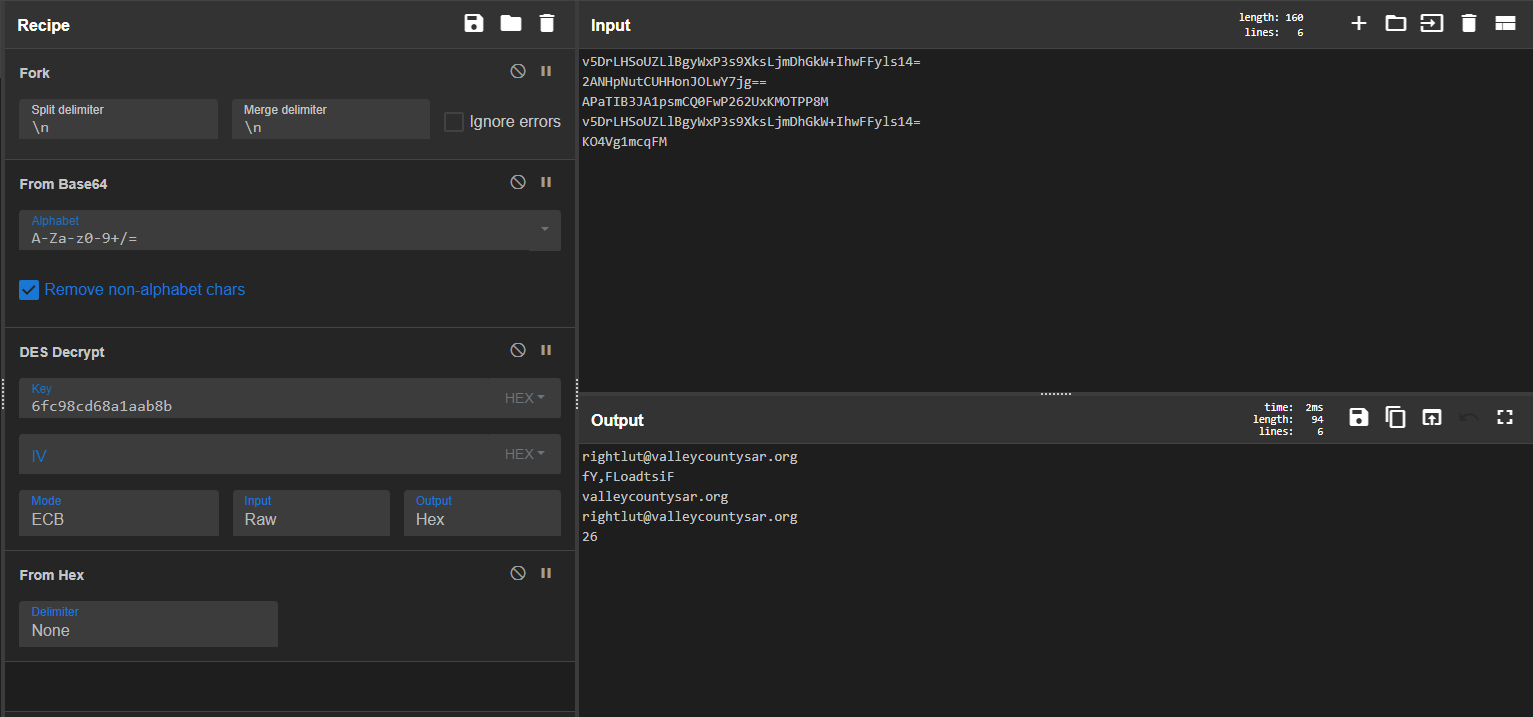 Recipe
Fork
Split delimiter
\n
Merge delimiter
\n
Ignore errors
From Base64
Alphabet
A-Za-z0-9+/=
Remove non-alphabet chars
DES Decrypt
Key
6fc98cd68a1aab8b
HEX
IV
HEX
Mode
ECB
Input
Raw
Output
Hex
From Hex
Delimiter
None
Input
length: 160
lines: 6
v5DrLHSoUZLlBgyWxP3s9XksLjmDhGkW+IhwFFyls14=
2ANHpNutCUHHonJOLwY7jg==
APaTIB3JA1psmCQ0FwP262UxKMOTPP8M
v5DrLHSoUZLlBgyWxP3s9XksLjmDhGkW+IhwFFyls14=
KO4Vg1mcqFM
Output
time: 2ms
length: 94
lines: 6
rightlut@valleycountysar.org
fY,FLoadtsiF
valleycountysar.org
rightlut@valleycountysar.org
26